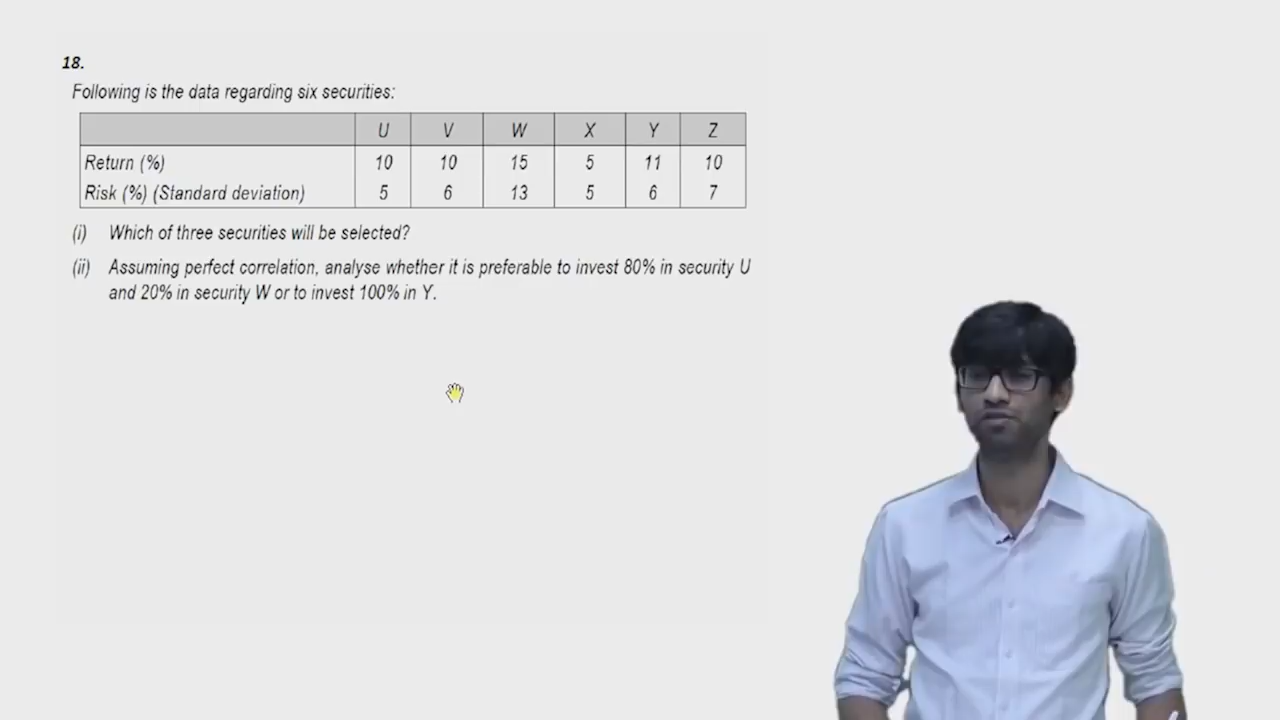 18.
Following is the data regarding six securities:
U V W X Y Z
Return (%) 10 10 15 5 11 10
Risk (%) (Standard deviation) 5 6 13 5 6 7
(i) Which of three securities will be selected?
(ii) Assuming perfect correlation, analyse whether it is preferable to invest 80% in security U
and 20% in security W or to invest 100% in Y.